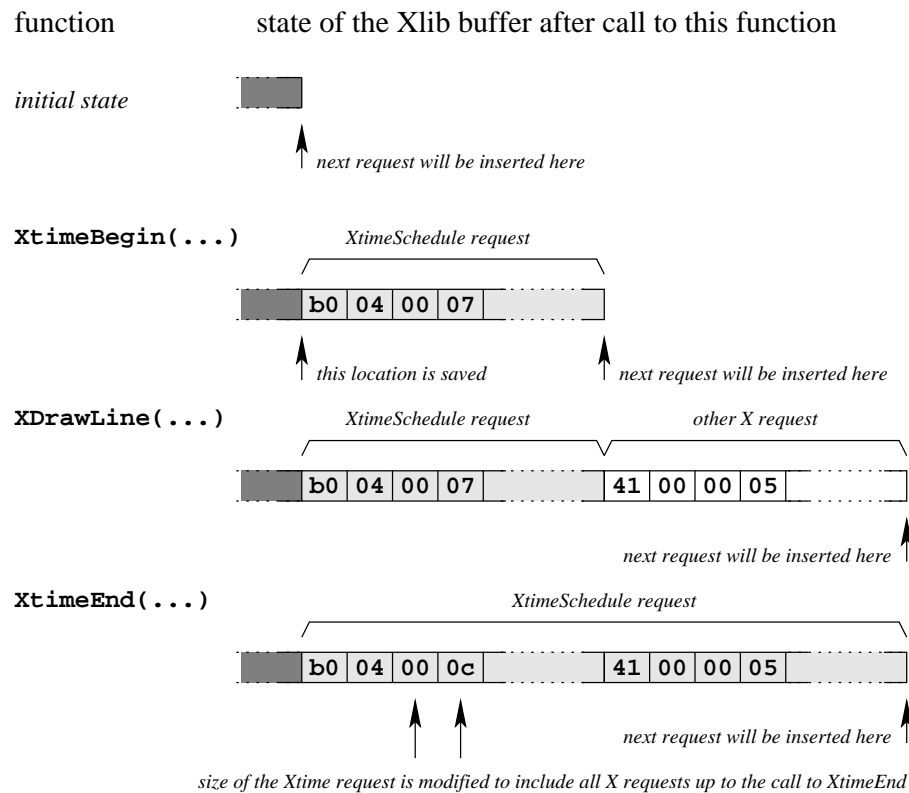 function state of the Xlib buffer after call to this function
initial state
next request will be inserted here
XtimeBegin(...) XtimeSchedule request
b0 04 00 07
this location is saved next request will be inserted here
XDrawLine(...) XtimeSchedule request other X request
b0 04 00 07 41 00 00 05
next request will be inserted here
XtimeEnd(...) XtimeSchedule request
b0 04 00 0c 41 00 00 05
next request will be inserted here
size of the Xtime request is modified to include all X requests up to the call to XtimeEnd